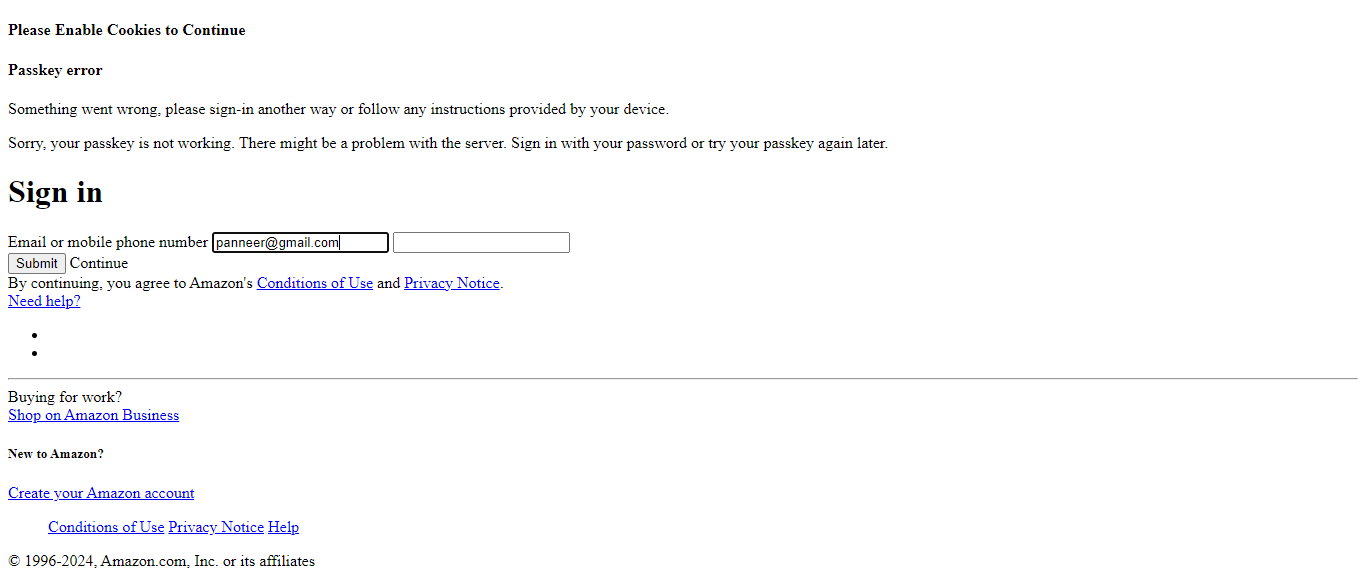 Please Enable Cookies to Continue
Passkey error
Something went wrong, please sign-in another way or follow any instructions provided by your device.
Sorry, your passkey is not working. There might be a problem with the server. Sign in with your password or try your passkey again later.
Sign in
Email or mobile phone number panneer@gmail.com
Submit Continue
By continuing, you agree to Amazon's Conditions of Use and Privacy Notice.
Need help?
Buying for work?
Shop on Amazon Business
New to Amazon?
Create your Amazon account
Conditions of Use Privacy Notice Help
© 1996-2024, Amazon.com, Inc. or its affiliates